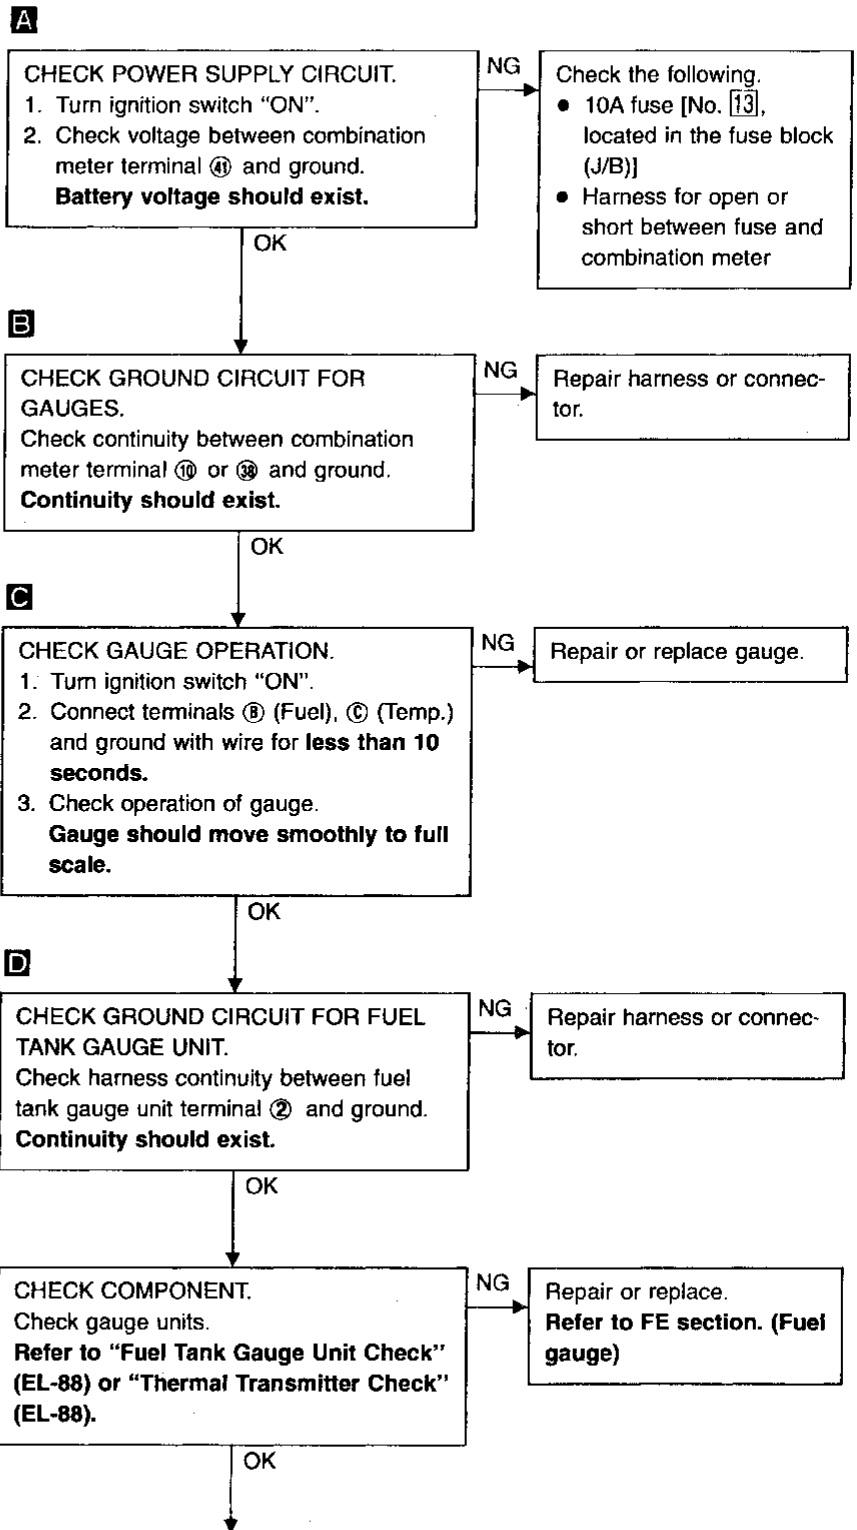 A
CHECK POWER SUPPLY CIRCUIT.
1. Turn ignition switch “ON”.
2. Check voltage between combination
meter terminal ㊶ and ground.
Battery voltage should exist.
NG
Check the following.
● 10A fuse [No. 13,
located in the fuse block
(J/B)]
● Harness for open or
short between fuse and
combination meter
OK
B
CHECK GROUND CIRCUIT FOR
GAUGES.
Check continuity between combination
meter terminal ⑩ or ㊳ and ground.
Continuity should exist.
NG
Repair harness or connec-
tor.
OK
C
CHECK GAUGE OPERATION.
1. Turn ignition switch “ON”.
2. Connect terminals Ⓑ (Fuel), Ⓒ (Temp.)
and ground with wire for less than 10
seconds.
3. Check operation of gauge.
Gauge should move smoothly to full
scale.
NG
Repair or replace gauge.
OK
D
CHECK GROUND CIRCUIT FOR FUEL
TANK GAUGE UNIT.
Check harness continuity between fuel
tank gauge unit terminal ② and ground.
Continuity should exist.
NG
Repair harness or connec-
tor.
OK
CHECK COMPONENT.
Check gauge units.
Refer to “Fuel Tank Gauge Unit Check”
(EL-88) or “Thermal Transmitter Check”
(EL-88).
NG
Repair or replace.
Refer to FE section. (Fuel
gauge)
OK